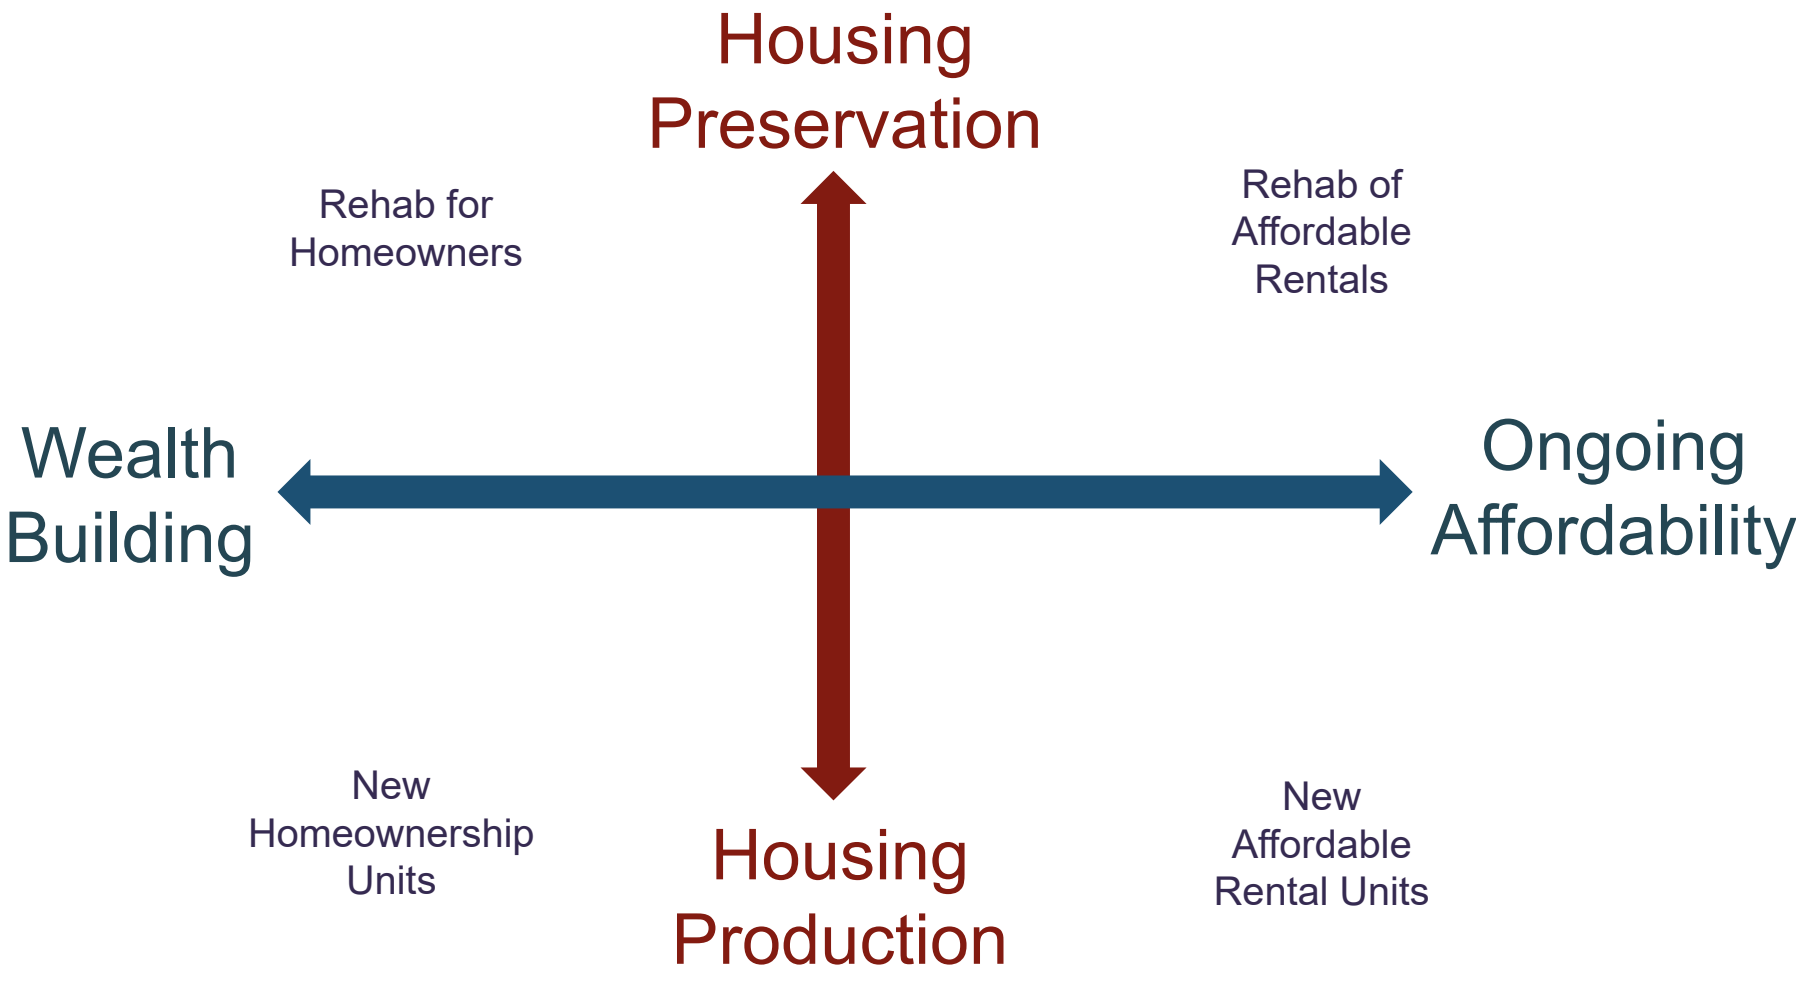 Housing
Preservation
Rehab for
Homeowners
Rehab of
Affordable
Rentals
Wealth
Building
Ongoing
Affordability
New
Homeownership
Units
Housing
Production
New
Affordable
Rental Units